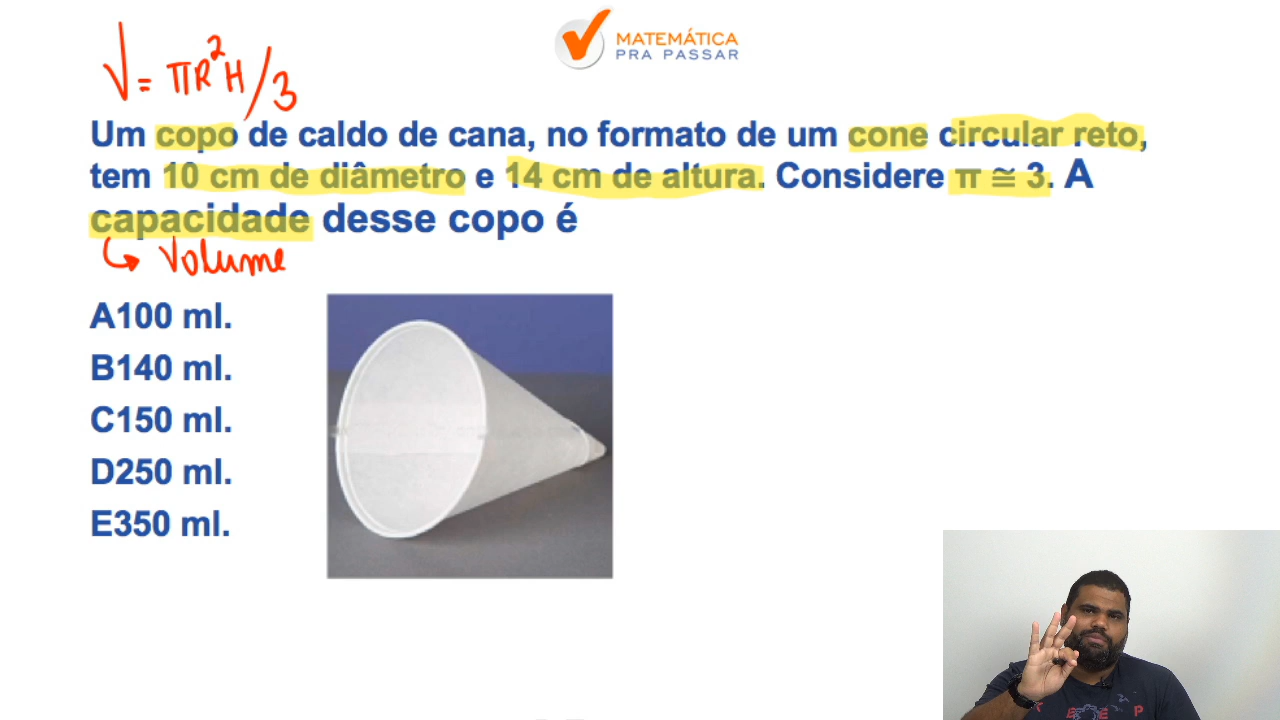 MATEMÁTICA
PRA PASSAR
V = πR²H/3
Um copo de caldo de cana, no formato de um cone circular reto,
tem 10 cm de diâmetro e 14 cm de altura. Considere π ≅ 3. A
capacidade desse copo é
↪ Volume
A100 ml.
B140 ml.
C150 ml.
D250 ml.
E350 ml.